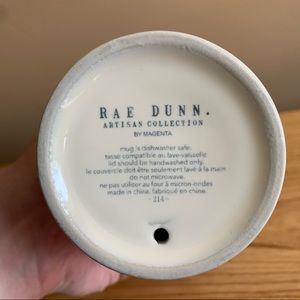 RAE DUNN.
ARTISAN COLLECTION
BY MAGENTA
mug is dishwasher safe.
tasse compatible au lave-vaisselle
lid should be handwashed only.
le couvercle doit être seulement lavé à la main
do not microwave.
ne pas utiliser au four à micron-ondes
made in china. fabriqué en chine.
-214-